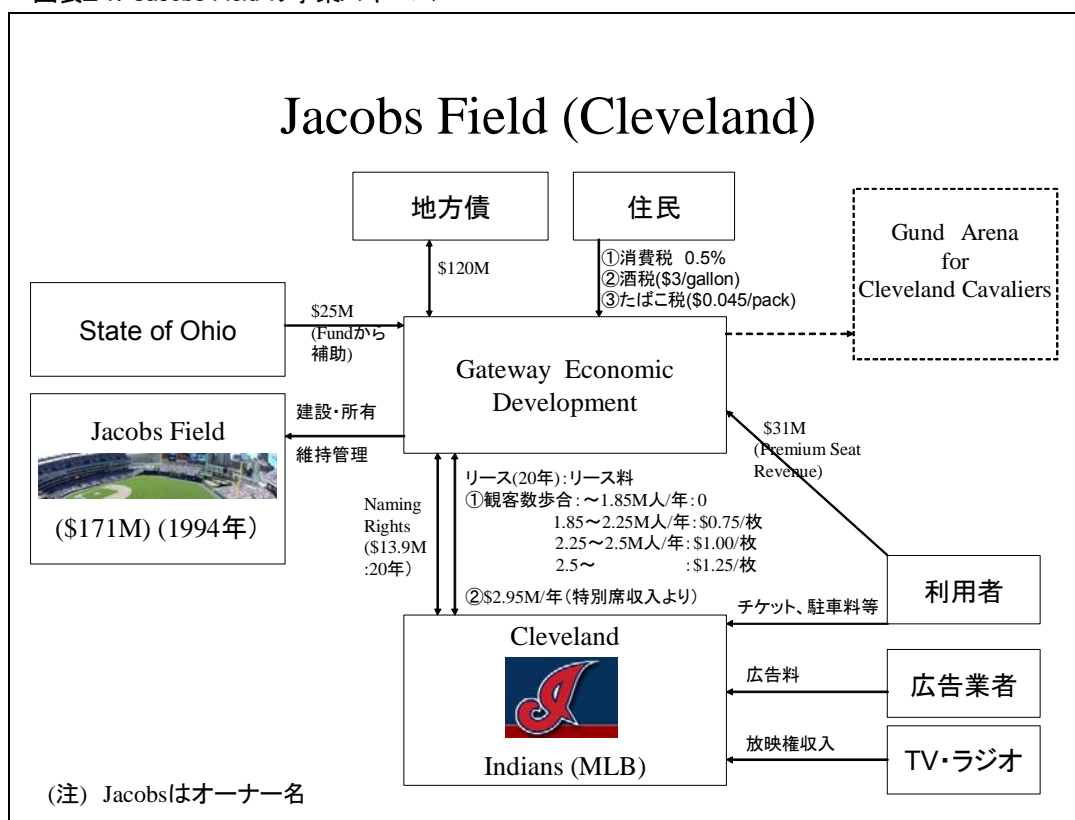 Jacobs Field (Cleveland)
地方債
住民
$120M
①消費税 0.5%
②酒税($3/gallon)
③たばこ税($0.045/pack)
Gund Arena
for
Cleveland Cavaliers
State of Ohio
$25M
(Fundから
補助)
Gateway Economic
Development
Jacobs Field
($171M) (1994年)
建設・所有
維持管理
$31M
(Premium Seat
Revenue)
Naming
Rights
($13.9M
:20年)
リース(20年):リース料
①観客数歩合:~1.85M人/年:0
1.85~2.25M人/年:$0.75/枚
2.25~2.5M人/年:$1.00/枚
2.5~ :$1.25/枚
②$2.95M/年(特別席収入より)
利用者
チケット、駐車料等
Cleveland
Indians (MLB)
広告料
広告業者
放映権収入
TV・ラジオ
(注) Jacobsはオーナー名